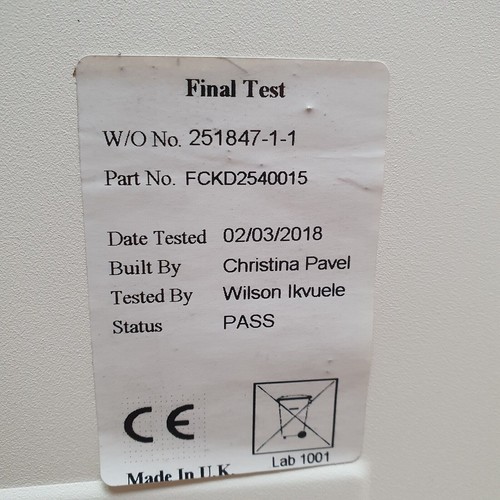 Final Test
W/O No. 251847-1-1
Part No. FCKD2540015
Date Tested 02/03/2018
Built By Christina Pavel
Tested By Wilson Ikvuele
Status PASS
CE
Lab 1001
Made In U.K.